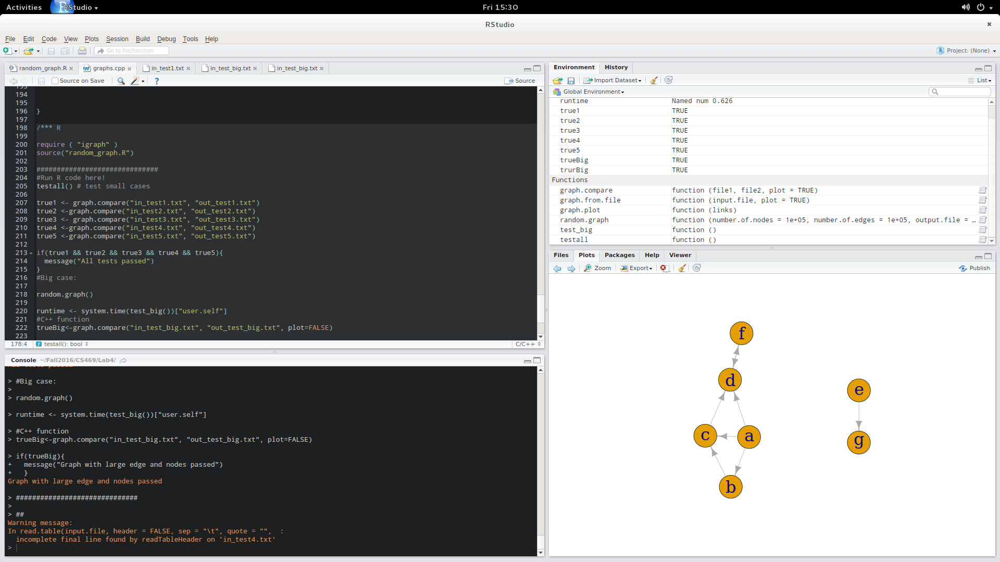 Activities
RStudio
Fri 15:30
RStudio
File Edit Code View Plots Session Build Debug Tools Help
Go to file/function
Project: (None)
random_graph.R
graphs.cpp
in_test1.txt
in_test_big.txt
in_test_big.txt
Source on Save
Source
193
194
195
196 }
197
198 /*** R
199
200 require ( "igraph" )
201 source("random_graph.R")
202
203 ##############################
204 #Run R code here!
205 testall() # test small cases
206
207 true1 <- graph.compare("in_test1.txt", "out_test1.txt")
208 true2 <-graph.compare("in_test2.txt", "out_test2.txt")
209 true3 <- graph.compare("in_test3.txt", "out_test3.txt")
210 true4 <-graph.compare("in_test4.txt", "out_test4.txt")
211 true5 <-graph.compare("in_test5.txt", "out_test5.txt")
212
213 if(true1 && true2 && true3 && true4 && true5){
214   message("All tests passed")
215 }
216 #Big case:
217
218 random.graph()
219
220 runtime <- system.time(test_big())["user.self"]
221 #C++ function
222 trueBig<-graph.compare("in_test_big.txt", "out_test_big.txt", plot=FALSE)
223
178:4 testall(): bool C/C++
Console ~/Fall2016/CS469/Lab4/
> #Big case:
>
> random.graph()
> runtime <- system.time(test_big())["user.self"]
> #C++ function
> trueBig<-graph.compare("in_test_big.txt", "out_test_big.txt", plot=FALSE)
> if(trueBig){
+   message("Graph with large edge and nodes passed")
+   }
Graph with large edge and nodes passed
> ##############################
>
> ##
Warning message:
In read.table(input.file, header = FALSE, sep = "\t", quote = "",  :
  incomplete final line found by readTableHeader on 'in_test4.txt'
>
Environment History
Import Dataset
List
Global Environment
runtime Named num 0.626
true1 TRUE
true2 TRUE
true3 TRUE
true4 TRUE
true5 TRUE
trueBig TRUE
trurBig TRUE
Functions
graph.compare function (file1, file2, plot = TRUE)
graph.from.file function (input.file, plot = TRUE)
graph.plot function (links)
random.graph function (number.of.nodes = 1e+05, number.of.edges = 1e+05, output.file = …
test_big function ()
testall function ()
Files Plots Packages Help Viewer
Zoom Export Publish
f
d
e
c
a
g
b